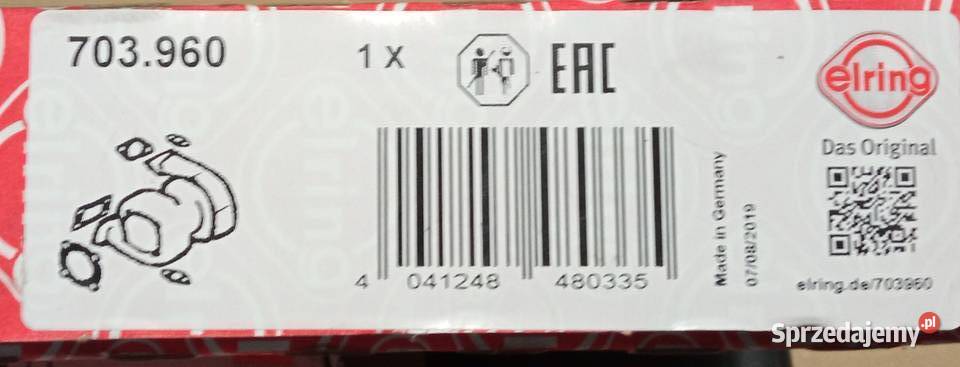 703.960
1 X
EAC
elring
Das Original
Made in Germany
07/08/2019
4 041248 480335
elring.de/703960
Sprzedajemy.pl
elring